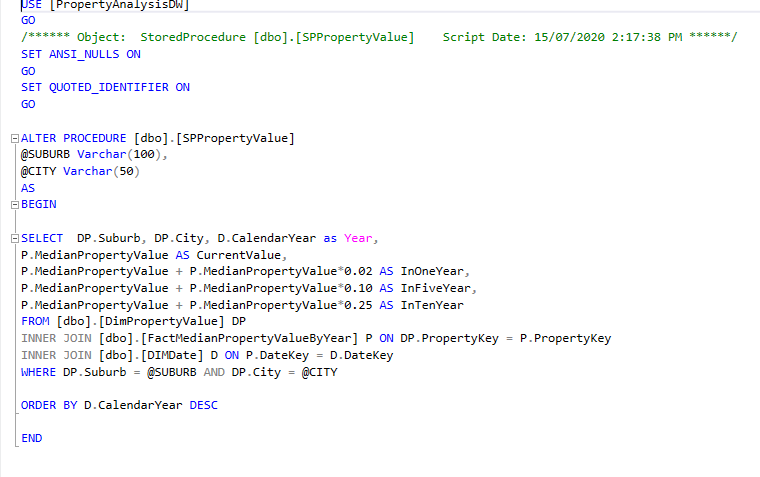 USE [PropertyAnalysisDW]
GO
/****** Object:  StoredProcedure [dbo].[SPPropertyValue]    Script Date: 15/07/2020 2:17:38 PM ******/
SET ANSI_NULLS ON
GO
SET QUOTED_IDENTIFIER ON
GO
ALTER PROCEDURE [dbo].[SPPropertyValue]
@SUBURB Varchar(100),
@CITY Varchar(50)
AS
BEGIN
SELECT  DP.Suburb, DP.City, D.CalendarYear as Year,
P.MedianPropertyValue AS CurrentValue,
P.MedianPropertyValue + P.MedianPropertyValue*0.02 AS InOneYear,
P.MedianPropertyValue + P.MedianPropertyValue*0.10 AS InFiveYear,
P.MedianPropertyValue + P.MedianPropertyValue*0.25 AS InTenYear
FROM [dbo].[DimPropertyValue] DP
INNER JOIN [dbo].[FactMedianPropertyValueByYear] P ON DP.PropertyKey = P.PropertyKey
INNER JOIN [dbo].[DIMDate] D ON P.DateKey = D.DateKey
WHERE DP.Suburb = @SUBURB AND DP.City = @CITY
ORDER BY D.CalendarYear DESC
END